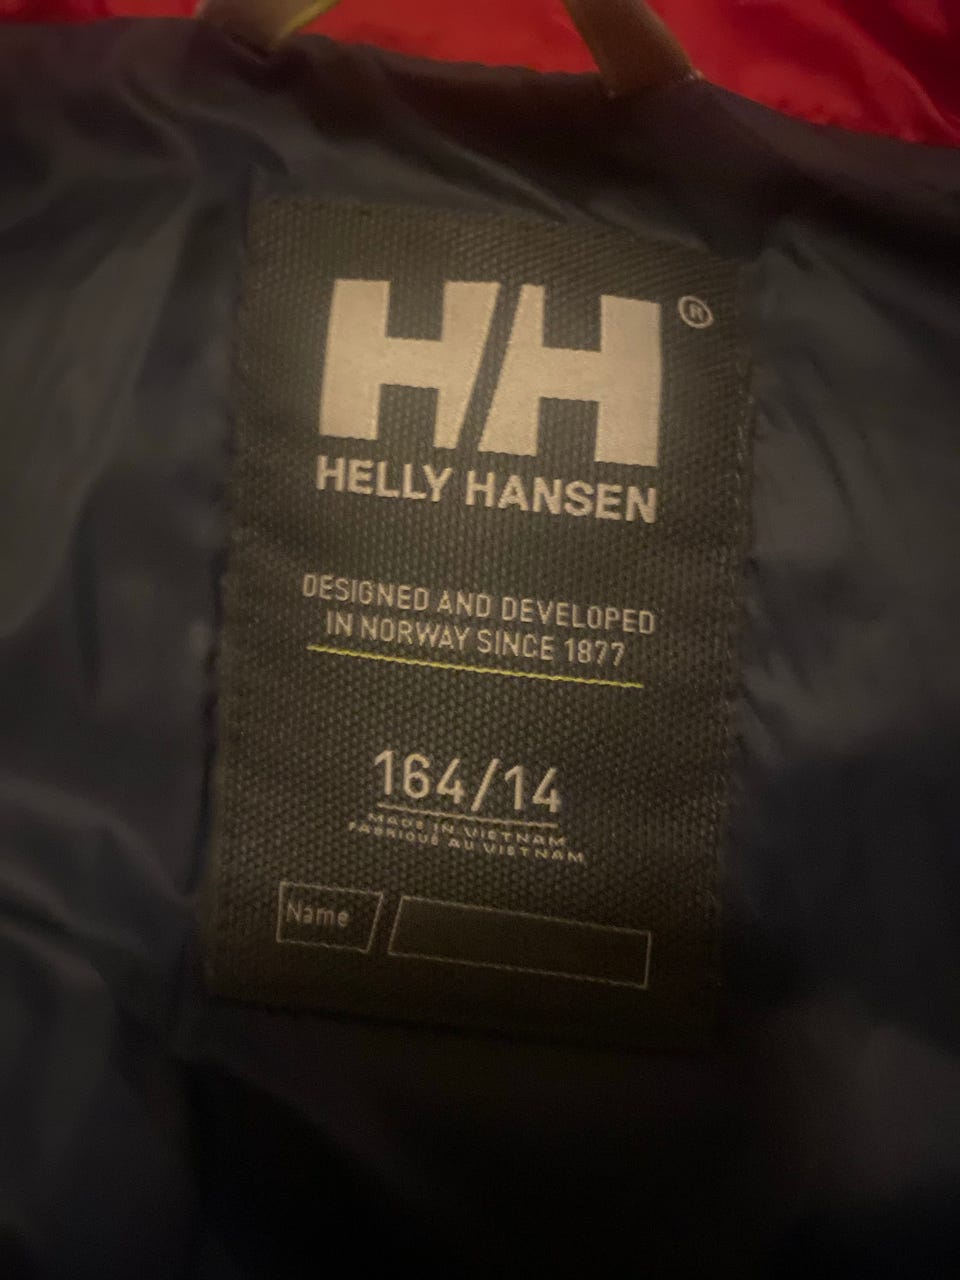 HH®
HELLY HANSEN
DESIGNED AND DEVELOPED
IN NORWAY SINCE 1877
164/14
MADE IN VIETNAM
FABRIQUÉ AU VIETNAM
Name